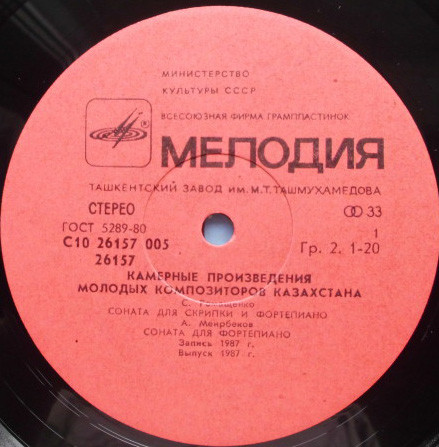 МИНИСТЕРСТВО
КУЛЬТУРЫ СССР
ВСЕСОЮЗНАЯ ФИРМА ГРАМПЛАСТИНОК
МЕЛОДИЯ
ТАШКЕНТСКИЙ ЗАВОД ИМ. М.Т. ТАШМУХАМЕДОВА
СТЕРЕО
33
ГОСТ 5289-80
1
С10 26157 005
Гр. 2. 1-20
26157
КАМЕРНЫЕ ПРОИЗВЕДЕНИЯ
МОЛОДЫХ КОМПОЗИТОРОВ КАЗАХСТАНА
С.
СОНАТА ДЛЯ СКРИПКИ И ФОРТЕПИАНО
А. Меирбеков
СОНАТА ДЛЯ ФОРТЕПИАНО
Запись 1987 г.
Выпуск 1987 г.